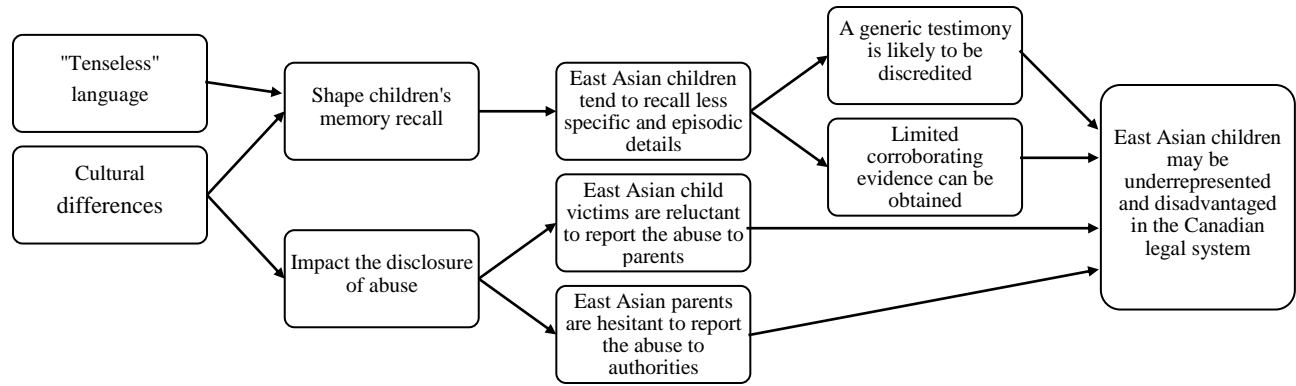 "Tenseless"
language
Cultural
differences
Shape children's
memory recall
Impact the disclosure
of abuse
East Asian children
tend to recall less
specific and episodic
details
East Asian child
victims are reluctant
to report the abuse to
parents
East Asian parents
are hesitant to report
the abuse to
authorities
A generic testimony
is likely to be
discredited
Limited
corroborating
evidence can be
obtained
East Asian children
may be
underrepresented
and disadvantaged
in the Canadian
legal system